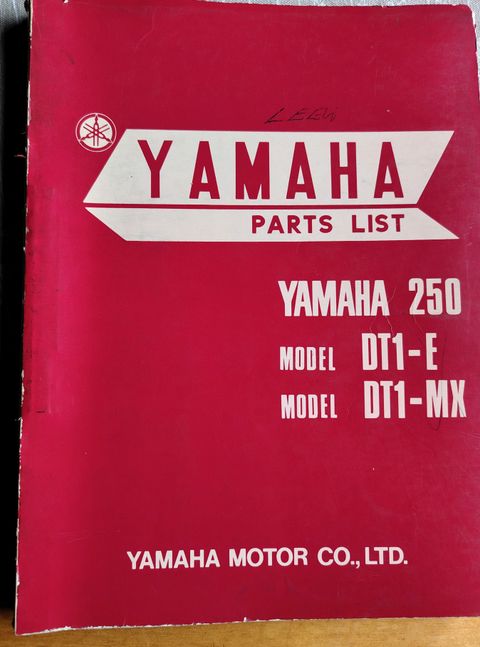 YAMAHA
PARTS LIST
YAMAHA 250
MODEL DT1-E
MODEL DT1-MX
YAMAHA MOTOR CO., LTD.